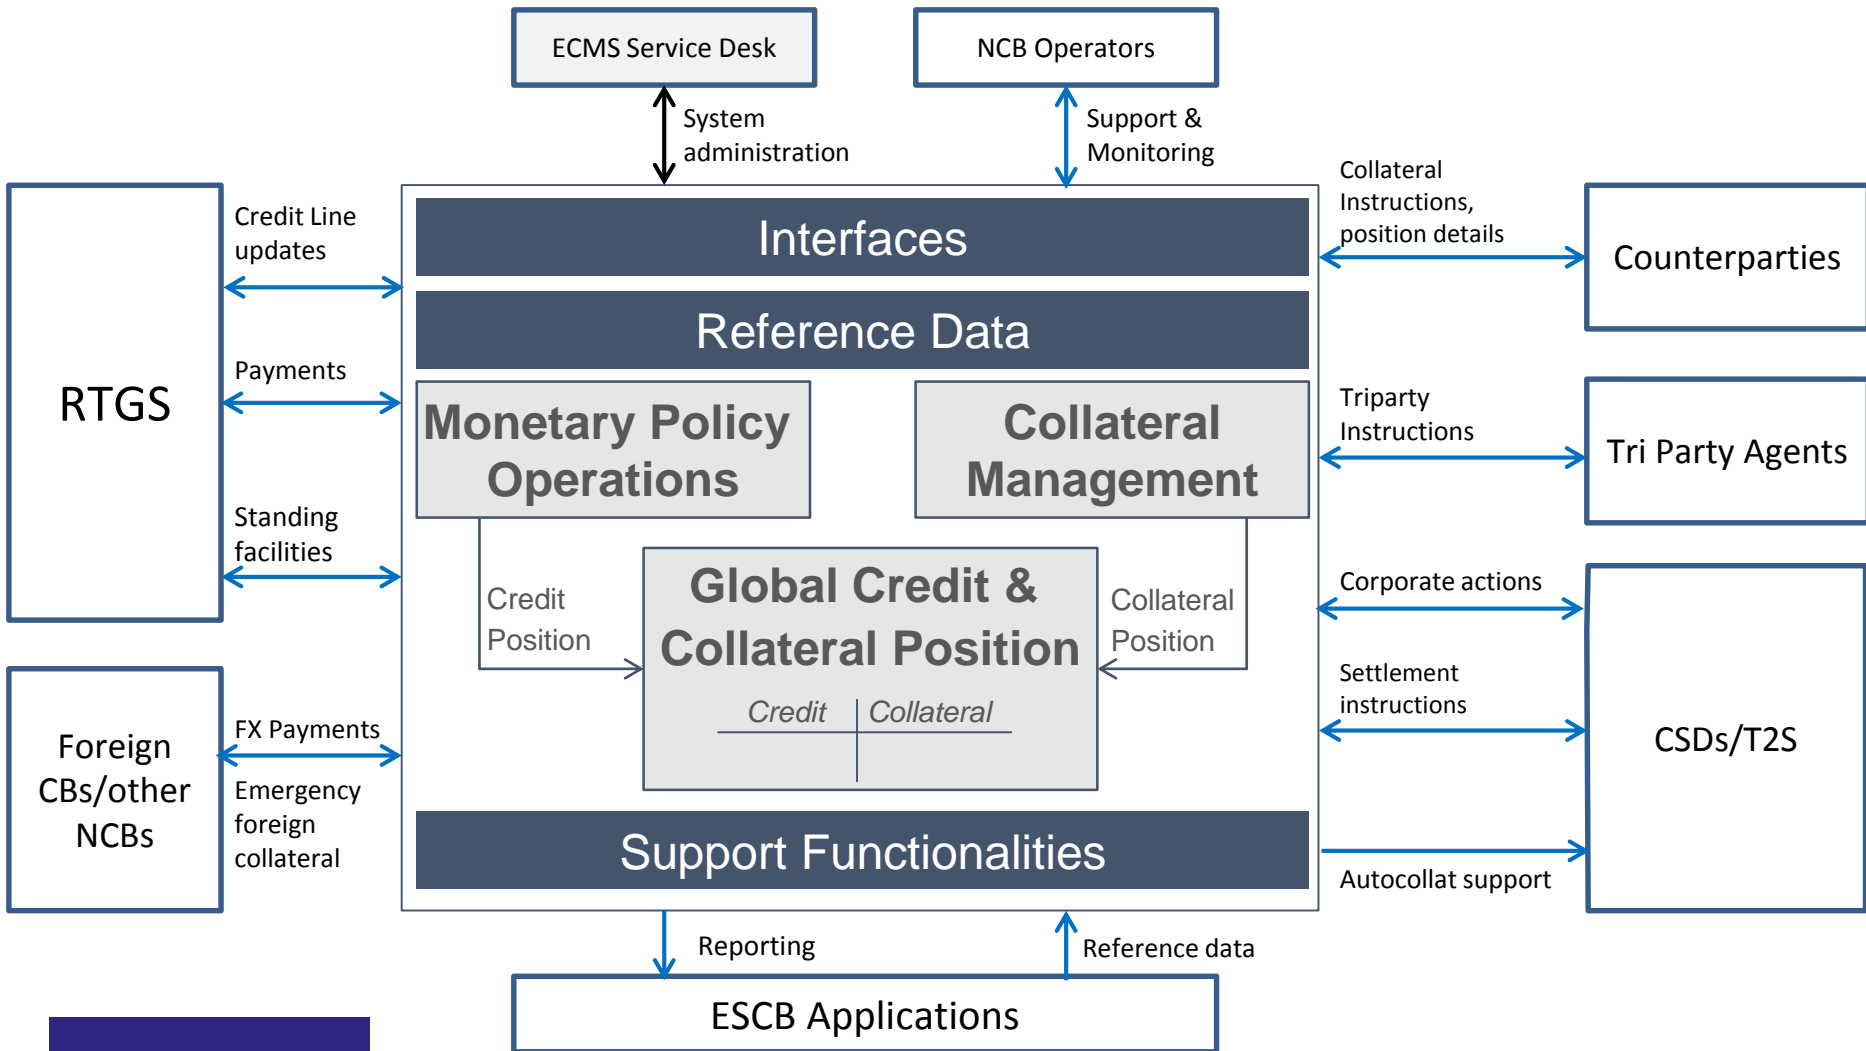 ECMS Service Desk
NCB Operators
System
administration
Support &
Monitoring
RTGS
Credit Line
updates
Payments
Standing
facilities
Foreign
CBs/other
NCBs
FX Payments
Emergency
foreign
collateral
Interfaces
Reference Data
Monetary Policy
Operations
Collateral
Management
Credit
Position
Global Credit &
Collateral Position
Credit
Collateral
Collateral
Position
Support Functionalities
Collateral
Instructions,
position details
Counterparties
Triparty
Instructions
Tri Party Agents
Corporate actions
Settlement
instructions
CSDs/T2S
Autocollat support
Reporting
Reference data
ESCB Applications